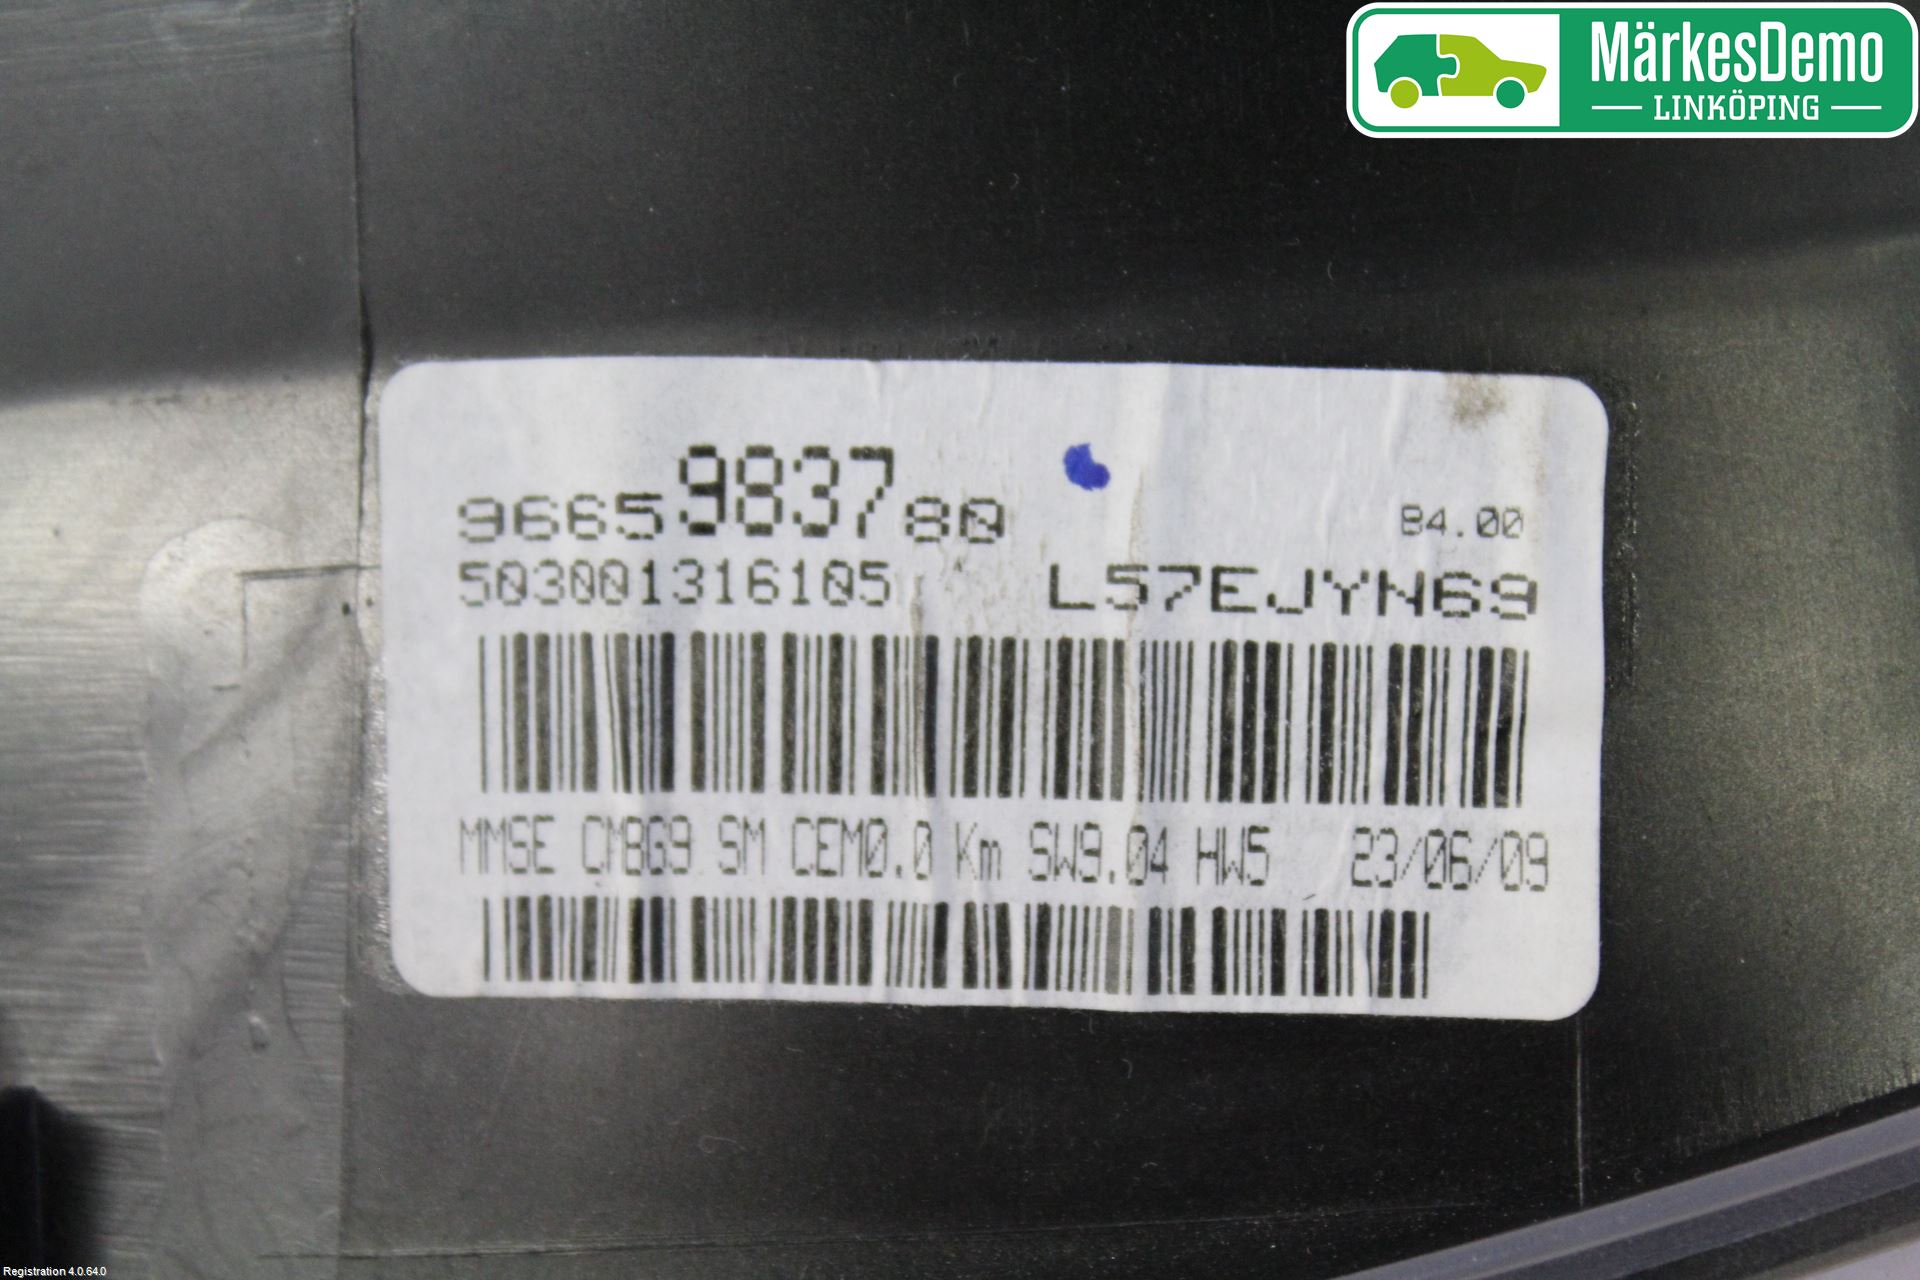 MärkesDemo
LINKÖPING
9665983780
B4.00
503001316105
L57EJYN69
MMSE CMBG9 SM CEM0.0 Km SW9.04 HW5 23/06/09
Registration 4.0.64.0